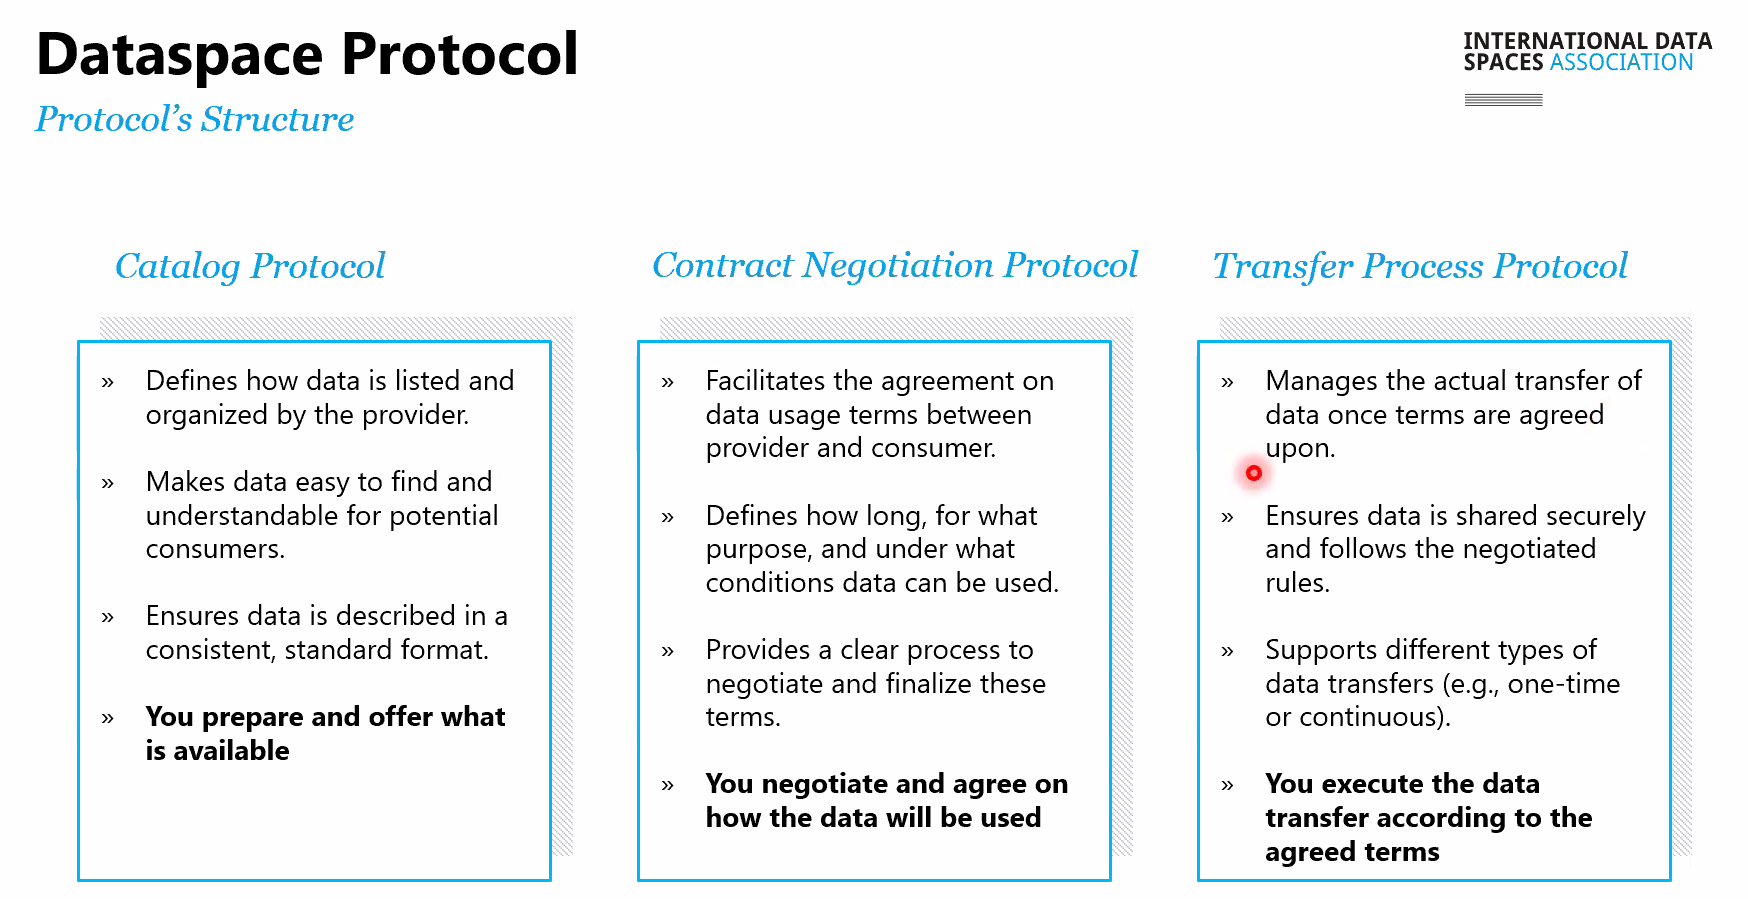 Dataspace Protocol
INTERNATIONAL DATA
SPACES ASSOCIATION
Protocol’s Structure
Catalog Protocol
» Defines how data is listed and
organized by the provider.
» Makes data easy to find and
understandable for potential
consumers.
» Ensures data is described in a
consistent, standard format.
» You prepare and offer what
is available
Contract Negotiation Protocol
» Facilitates the agreement on
data usage terms between
provider and consumer.
» Defines how long, for what
purpose, and under what
conditions data can be used.
» Provides a clear process to
negotiate and finalize these
terms.
» You negotiate and agree on
how the data will be used
Transfer Process Protocol
» Manages the actual transfer of
data once terms are agreed
upon.
» Ensures data is shared securely
and follows the negotiated
rules.
» Supports different types of
data transfers (e.g., one-time
or continuous).
» You execute the data
transfer according to the
agreed terms